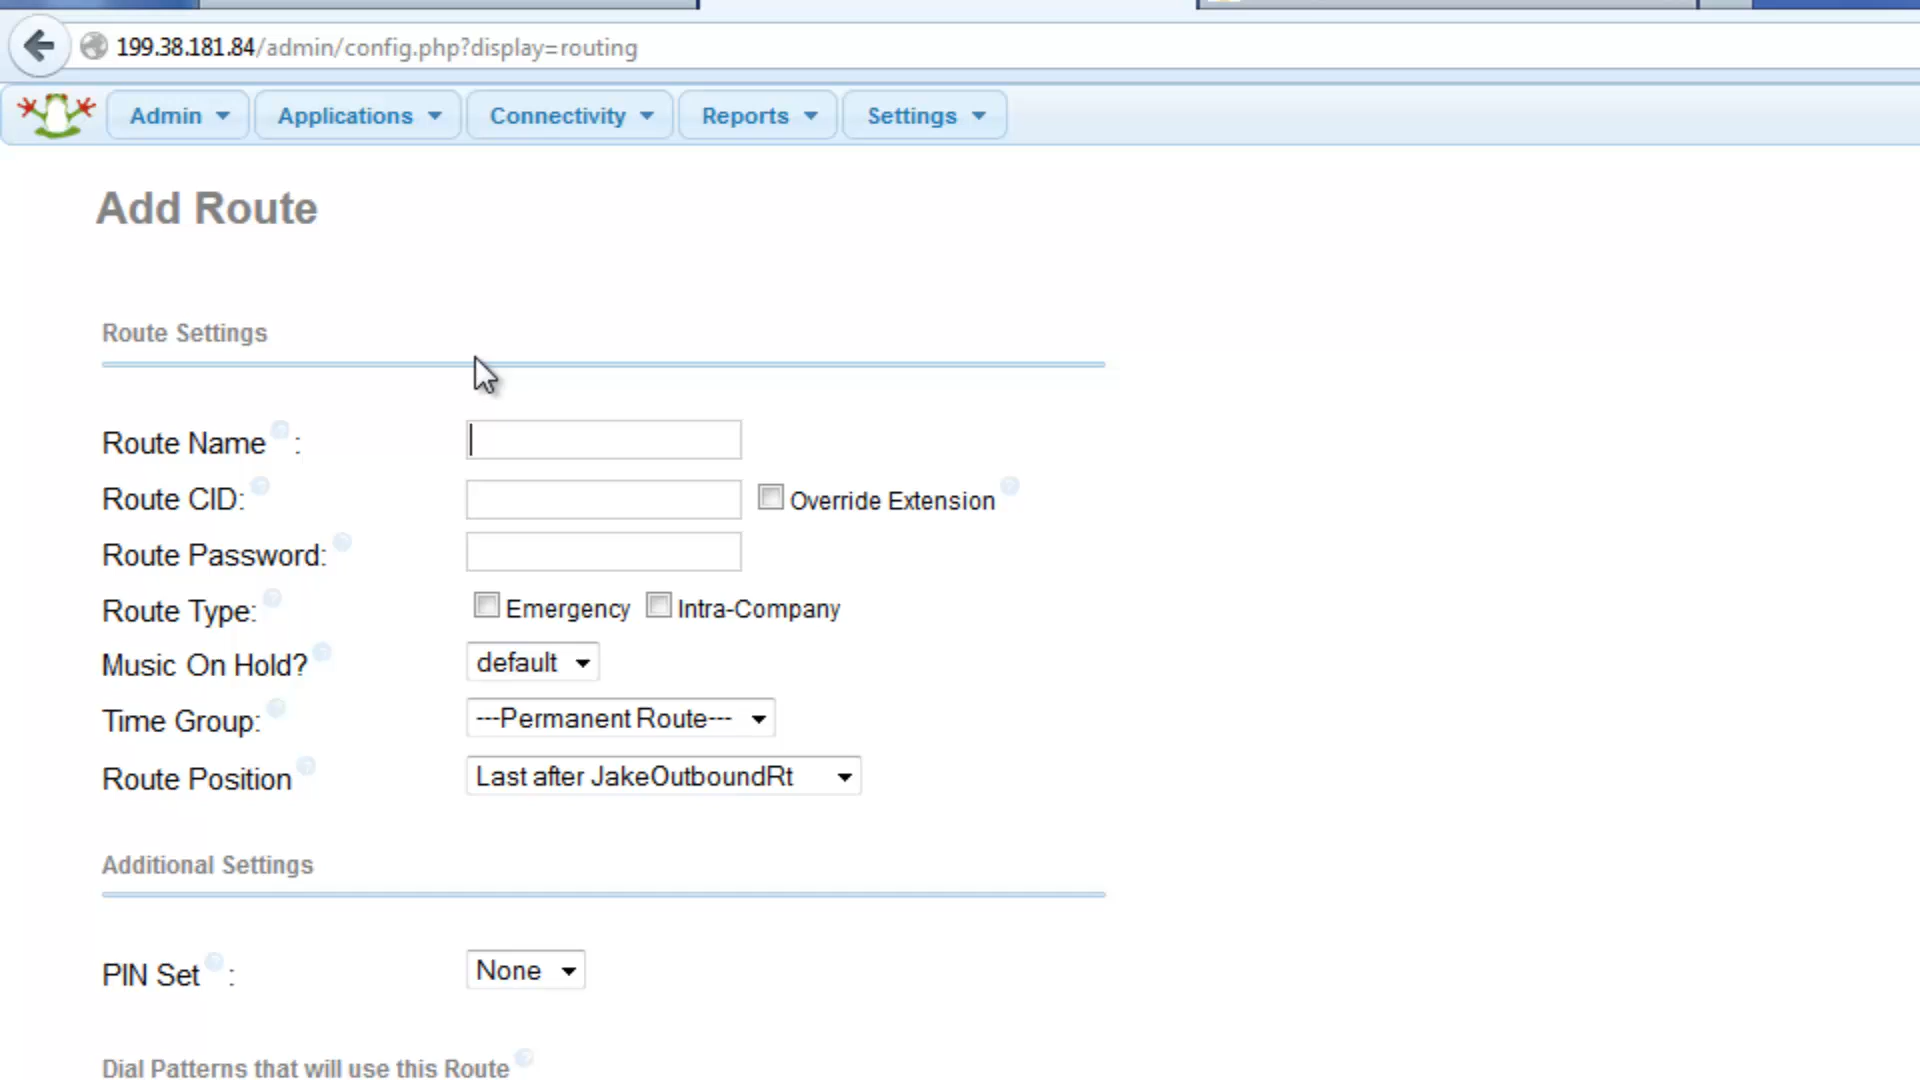 199.38.181.84/admin/config.php?display=routing
Admin Applications Connectivity Reports Settings
Add Route
Route Settings
Route Name ? :
Route CID: ? Override Extension ?
Route Password: ?
Route Type: ? Emergency Intra-Company
Music On Hold? ? default
Time Group: ? ---Permanent Route---
Route Position ? Last after JakeOutboundRt
Additional Settings
PIN Set ? : None
Dial Patterns that will use this Route ?